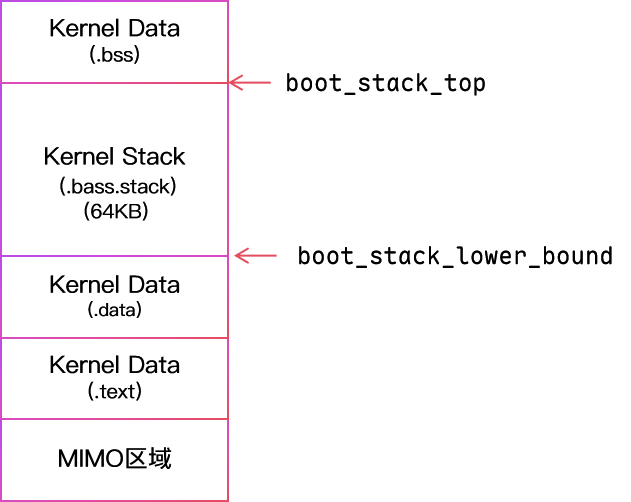 Kernel Data
(.bss)
boot_stack_top
Kernel Stack
(.bass.stack)
(64KB)
boot_stack_lower_bound
Kernel Data
(.data)
Kernel Data
(.text)
MIMO区域